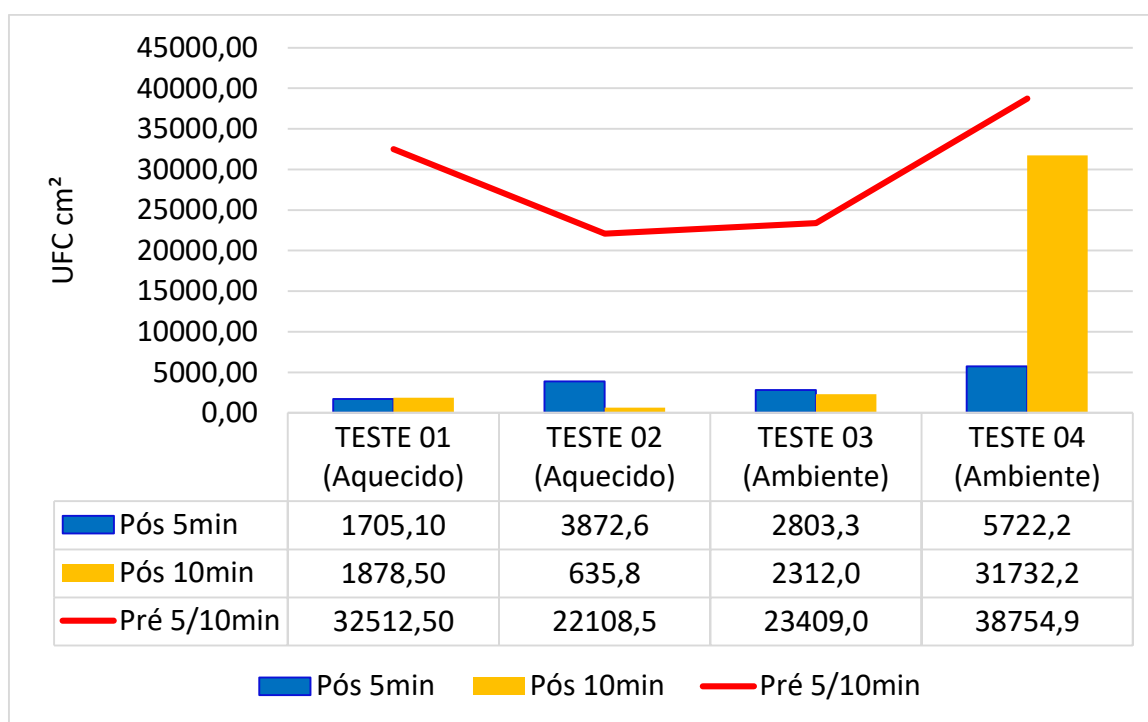 UFC cm²
45000,00
40000,00
35000,00
30000,00
25000,00
20000,00
15000,00
10000,00
5000,00
0,00
TESTE 01 (Aquecido)
TESTE 02 (Aquecido)
TESTE 03 (Ambiente)
TESTE 04 (Ambiente)
Pós 5min 1705,10 3872,6 2803,3 5722,2
Pós 10min 1878,50 635,8 2312,0 31732,2
Pré 5/10min 32512,50 22108,5 23409,0 38754,9
Pós 5min Pós 10min Pré 5/10min